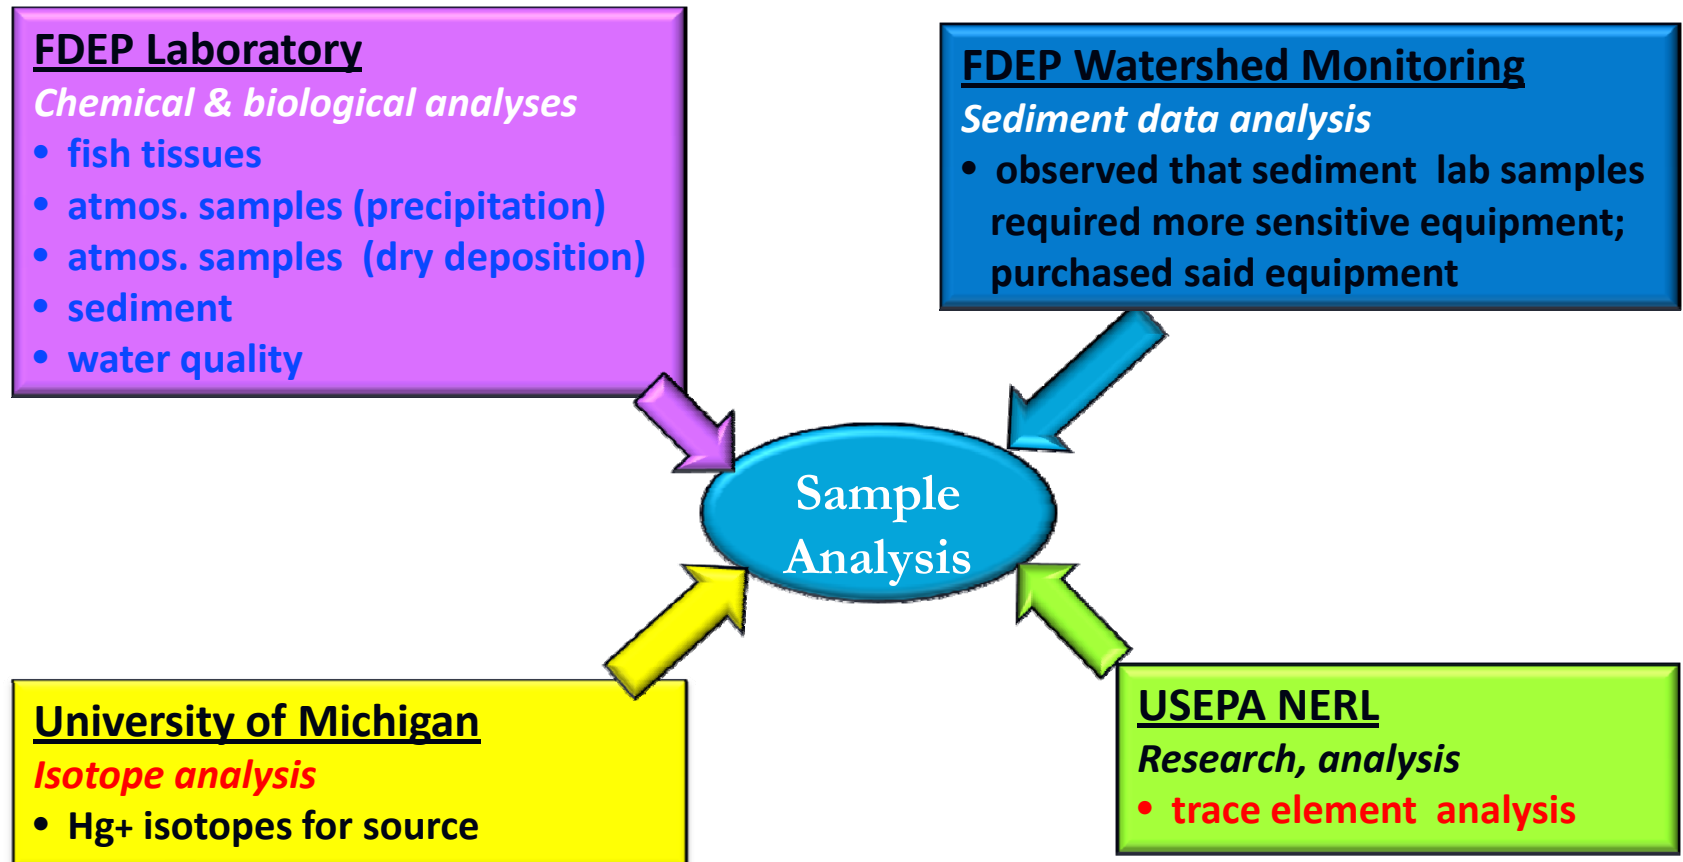 FDEP Laboratory
Chemical & biological analyses
• fish tissues
• atmos. samples (precipitation)
• atmos. samples (dry deposition)
• sediment
• water quality
FDEP Watershed Monitoring
Sediment data analysis
• observed that sediment lab samples
required more sensitive equipment;
purchased said equipment
Sample
Analysis
University of Michigan
Isotope analysis
• Hg+ isotopes for source
USEPA NERL
Research, analysis
• trace element analysis